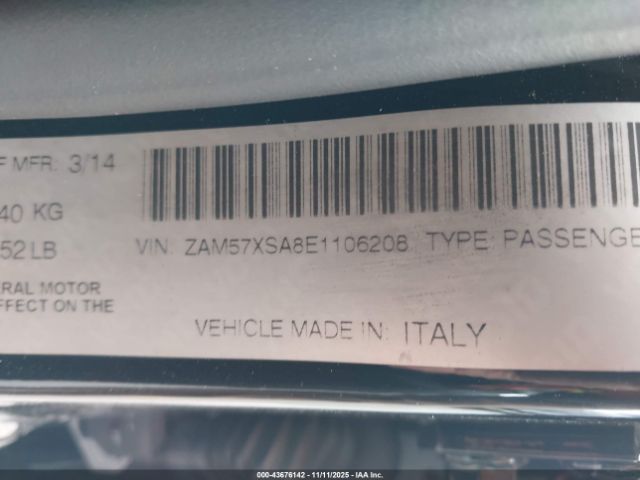 F MFR: 3/14
40 KG
52 LB
VIN: ZAM57XSA8E1106208 TYPE: PASSENGE
RAL MOTOR
FFECT ON THE
VEHICLE MADE IN: ITALY
000-43676142 - 11/11/2025 - IAA Inc.